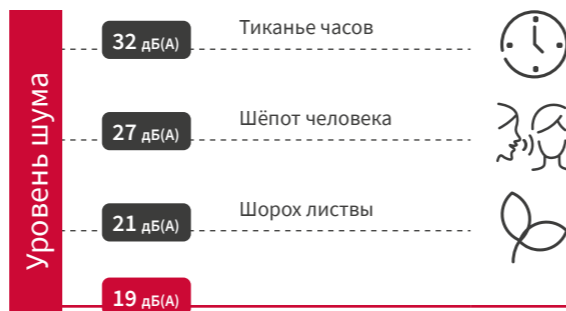 Уровень шума
32 дБ(А) Тиканье часов
27 дБ(А) Шёпот человека
21 дБ(А) Шорох листвы
19 дБ(А)